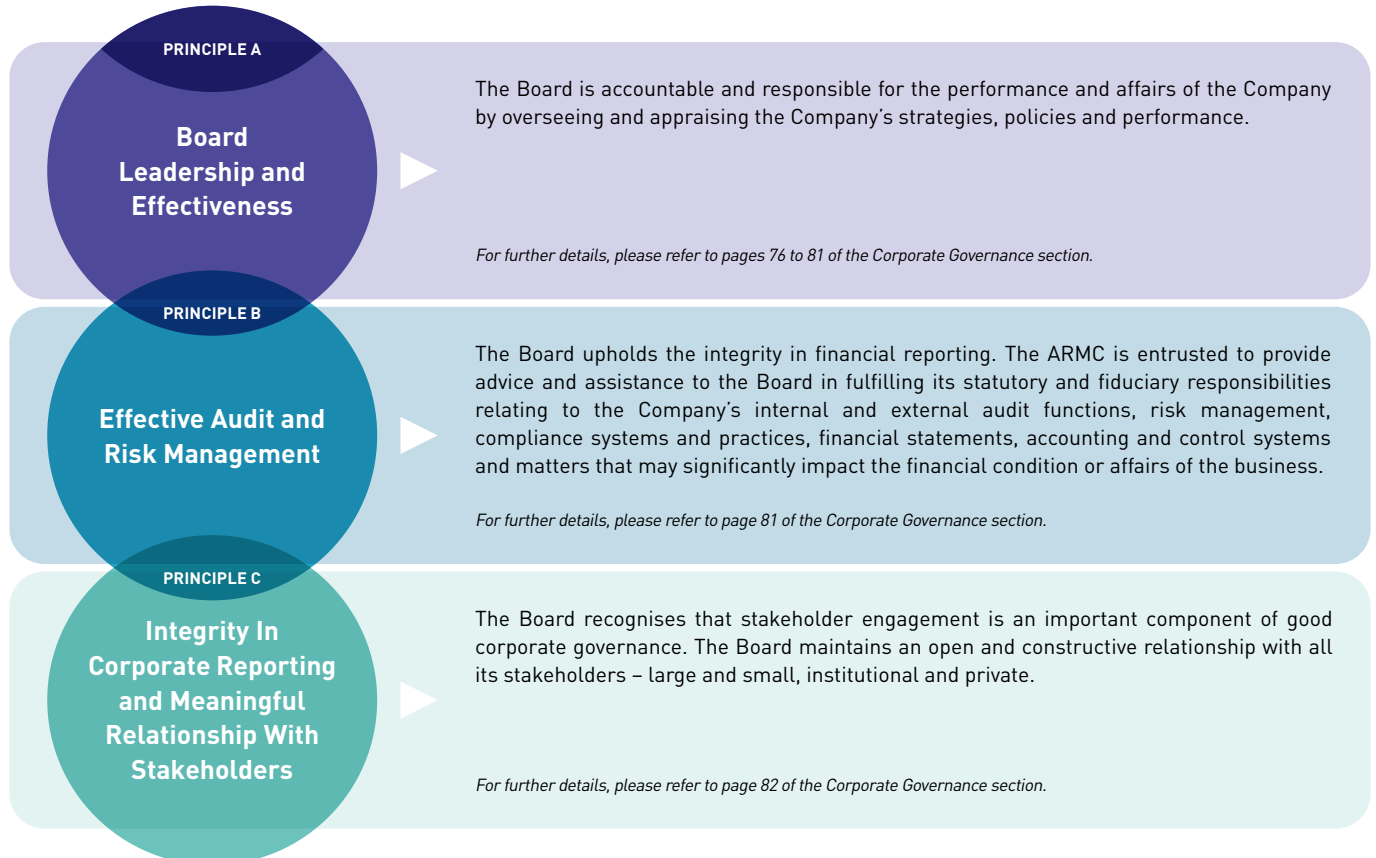 PRINCIPLE A
Board
Leadership and
Effectiveness
The Board is accountable and responsible for the performance and affairs of the Company
by overseeing and appraising the Company’s strategies, policies and performance.
For further details, please refer to pages 76 to 81 of the Corporate Governance section.
PRINCIPLE B
Effective Audit and
Risk Management
The Board upholds the integrity in financial reporting. The ARMC is entrusted to provide
advice and assistance to the Board in fulfilling its statutory and fiduciary responsibilities
relating to the Company’s internal and external audit functions, risk management,
compliance systems and practices, financial statements, accounting and control systems
and matters that may significantly impact the financial condition or affairs of the business.
For further details, please refer to page 81 of the Corporate Governance section.
PRINCIPLE C
Integrity In
Corporate Reporting
and Meaningful
Relationship With
Stakeholders
The Board recognises that stakeholder engagement is an important component of good
corporate governance. The Board maintains an open and constructive relationship with all
its stakeholders – large and small, institutional and private.
For further details, please refer to page 82 of the Corporate Governance section.